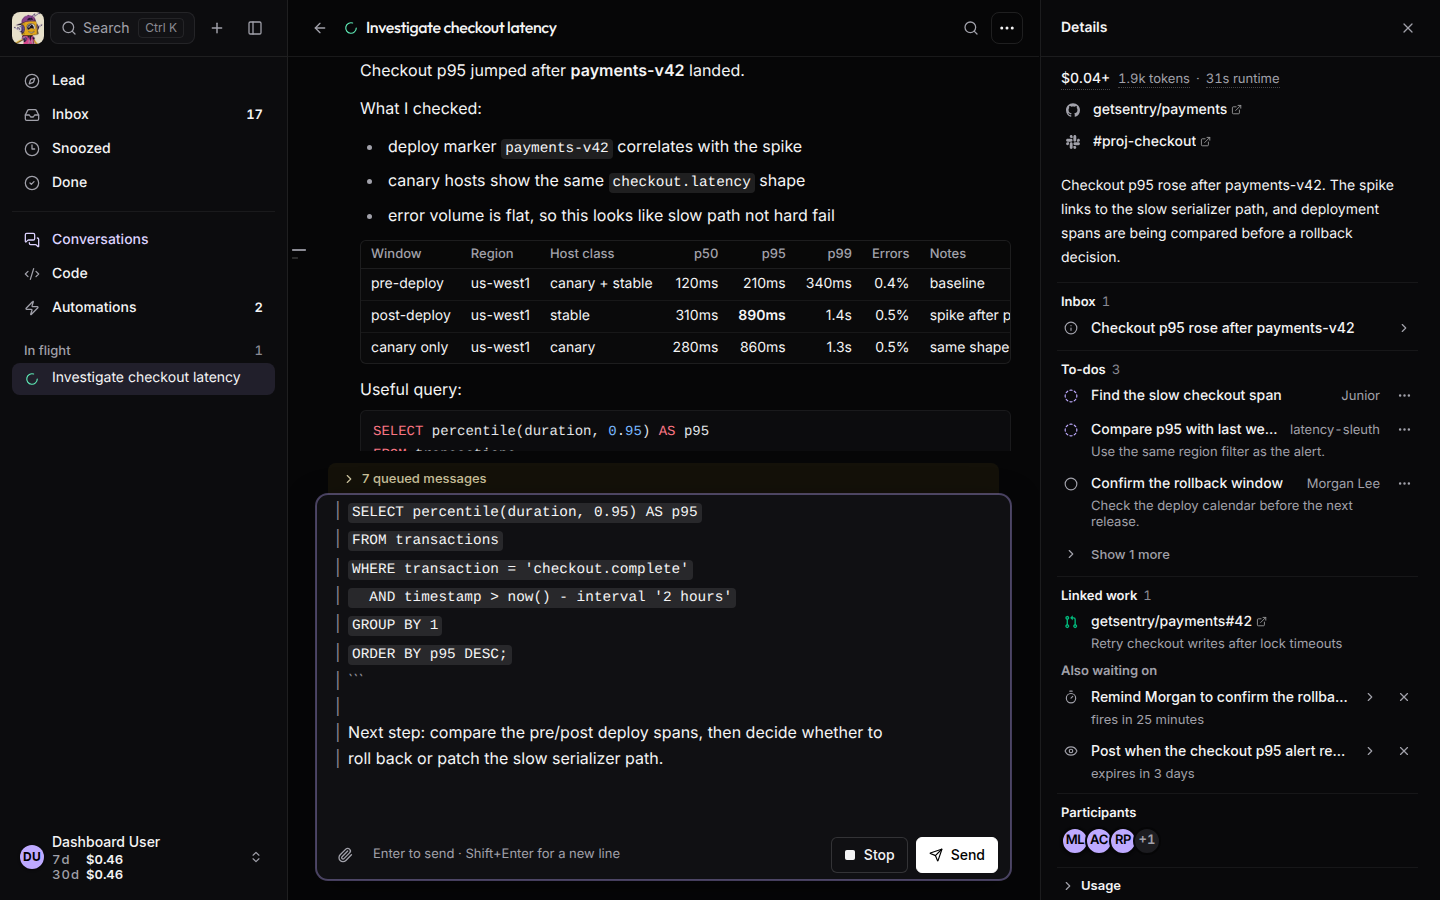 Search Ctrl K
Lead
Inbox 17
Snoozed
Done
Conversations
Code
Automations 2
In flight 1
Investigate checkout latency
DU Dashboard User
7d $0.46
30d $0.46
Investigate checkout latency
Checkout p95 jumped after payments-v42 landed.
What I checked:
deploy marker payments-v42 correlates with the spike
canary hosts show the same checkout.latency shape
error volume is flat, so this looks like slow path not hard fail
Window Region Host class p50 p95 p99 Errors Notes
pre-deploy us-west1 canary + stable 120ms 210ms 340ms 0.4% baseline
post-deploy us-west1 stable 310ms 890ms 1.4s 0.5% spike after p
canary only us-west1 canary 280ms 860ms 1.3s 0.5% same shape
Useful query:
SELECT percentile(duration, 0.95) AS p95
7 queued messages
SELECT percentile(duration, 0.95) AS p95
FROM transactions
WHERE transaction = 'checkout.complete'
AND timestamp > now() - interval '2 hours'
GROUP BY 1
ORDER BY p95 DESC;
```
Next step: compare the pre/post deploy spans, then decide whether to
roll back or patch the slow serializer path.
Enter to send · Shift+Enter for a new line
Stop
Send
Details
$0.04+ 1.9k tokens · 31s runtime
getsentry/payments
#proj-checkout
Checkout p95 rose after payments-v42. The spike
links to the slow serializer path, and deployment
spans are being compared before a rollback
decision.
Inbox 1
Checkout p95 rose after payments-v42
To-dos 3
Find the slow checkout span Junior
Compare p95 with last we... latency-sleuth
Use the same region filter as the alert.
Confirm the rollback window Morgan Lee
Check the deploy calendar before the next
release.
Show 1 more
Linked work 1
getsentry/payments#42
Retry checkout writes after lock timeouts
Also waiting on
Remind Morgan to confirm the rollba...
fires in 25 minutes
Post when the checkout p95 alert re...
expires in 3 days
Participants
ML AC RP +1
Usage